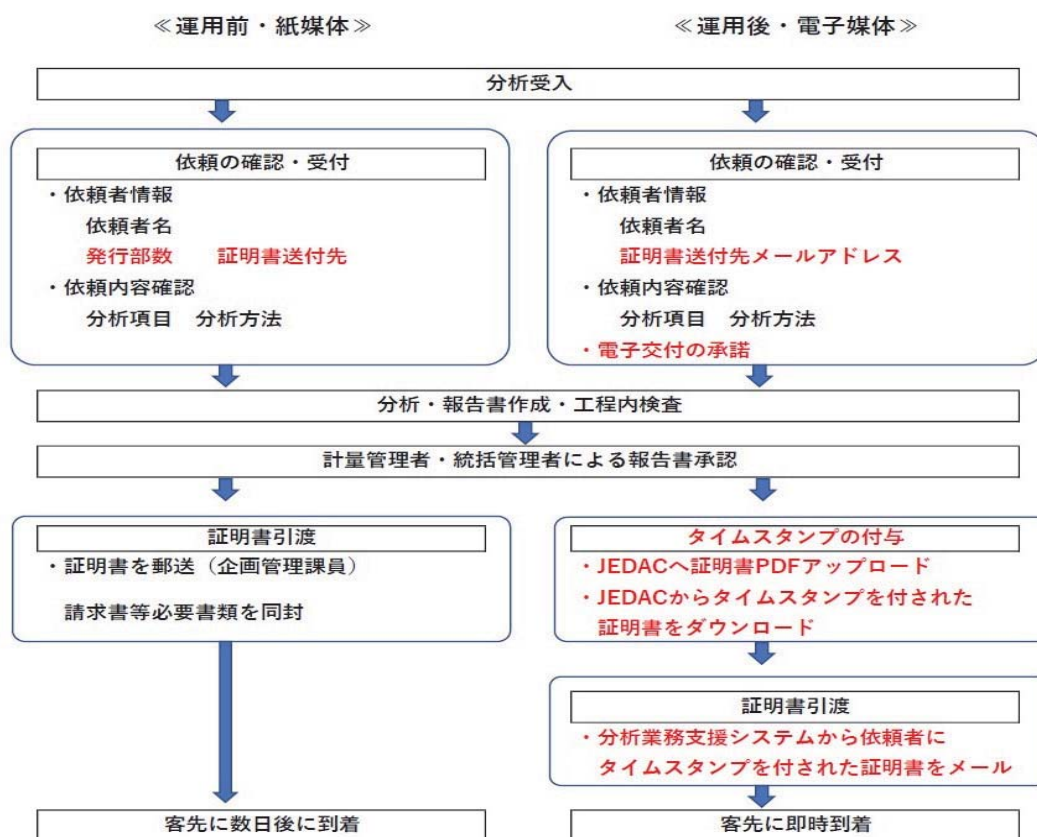 ≪運用前・紙媒体≫
≪運用後・電子媒体≫
分析受入
依頼の確認・受付
・依頼者情報
依頼者名
発行部数　証明書送付先
・依頼内容確認
分析項目　分析方法
依頼の確認・受付
・依頼者情報
依頼者名
証明書送付先メールアドレス
・依頼内容確認
分析項目　分析方法
・電子交付の承諾
分析・報告書作成・工程内検査
計量管理者・統括管理者による報告書承認
証明書引渡
・証明書を郵送（企画管理課員）
請求書等必要書類を同封
タイムスタンプの付与
・JEDACへ証明書PDFアップロード
・JEDACからタイムスタンプを付された
証明書をダウンロード
証明書引渡
・分析業務支援システムから依頼者に
タイムスタンプを付された証明書をメール
客先に数日後に到着
客先に即時到着